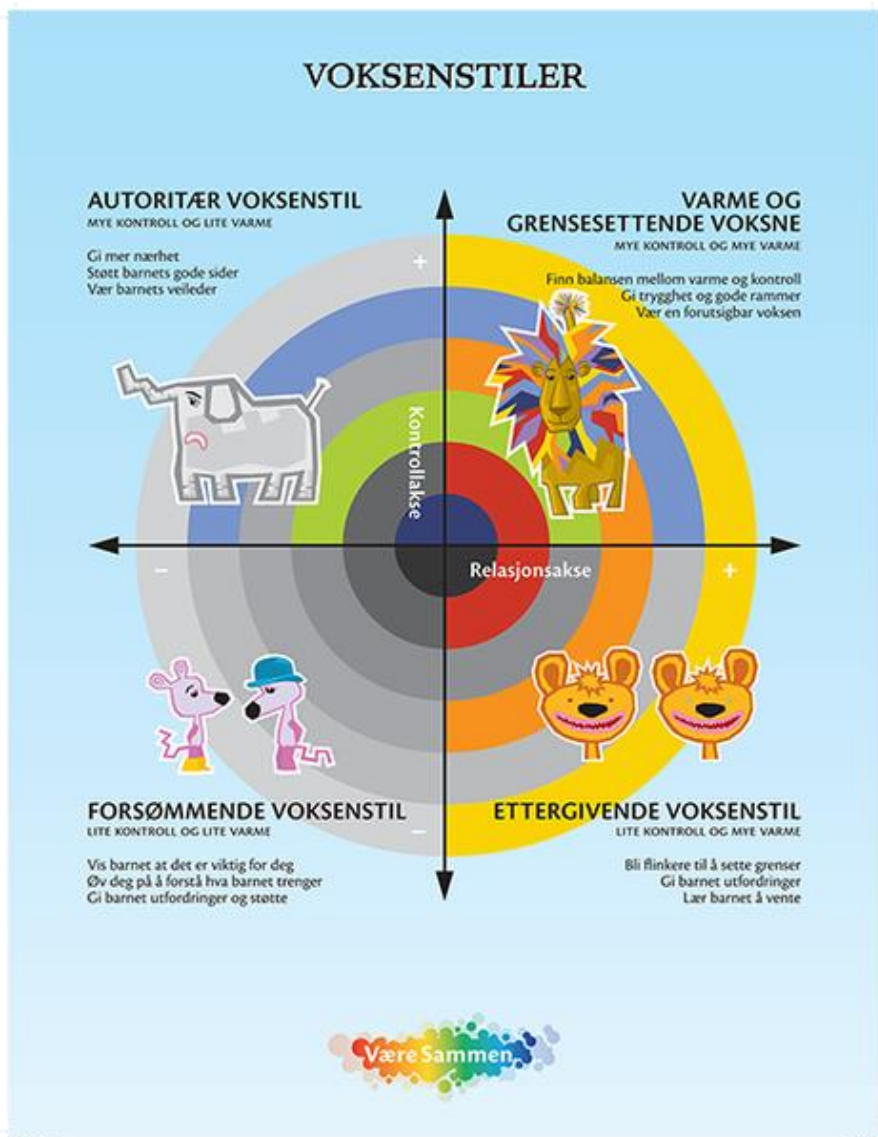 VOKSENSTILER
AUTORITÆR VOKSENSTIL
MYE KONTROLL OG LITE VARME
Gi mer nærhet
Støtt barnets gode sider
Vær barnets veileder
VARME OG
GRENSESETTENDE VOKSNE
MYE KONTROLL OG MYE VARME
Finn balansen mellom varme og kontroll
Gi trygghet og gode rammer
Vær en forutsigbar voksen
+
Kontrollakse
–
Relasjonsakse
+
–
FORSØMMENDE VOKSENSTIL
LITE KONTROLL OG LITE VARME
Vis barnet at det er viktig for deg
Øv deg på å forstå hva barnet trenger
Gi barnet utfordringer og støtte
ETTERGIVENDE VOKSENSTIL
LITE KONTROLL OG MYE VARME
Bli flinkere til å sette grenser
Gi barnet utfordringer
Lær barnet å vente
Være Sammen